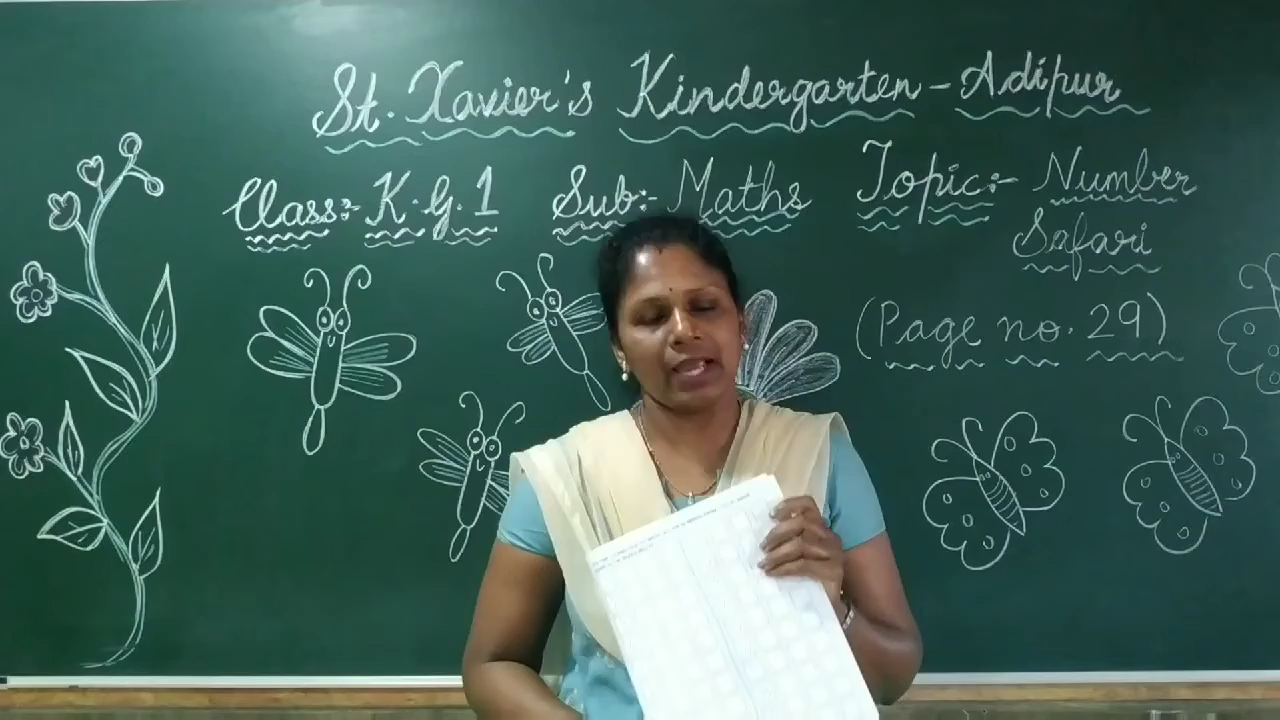 St. Xavier's Kindergarten - Adipur
Class:- K.G.1 Sub:- Maths Topic:- Number
Safari
(Page no. 29)